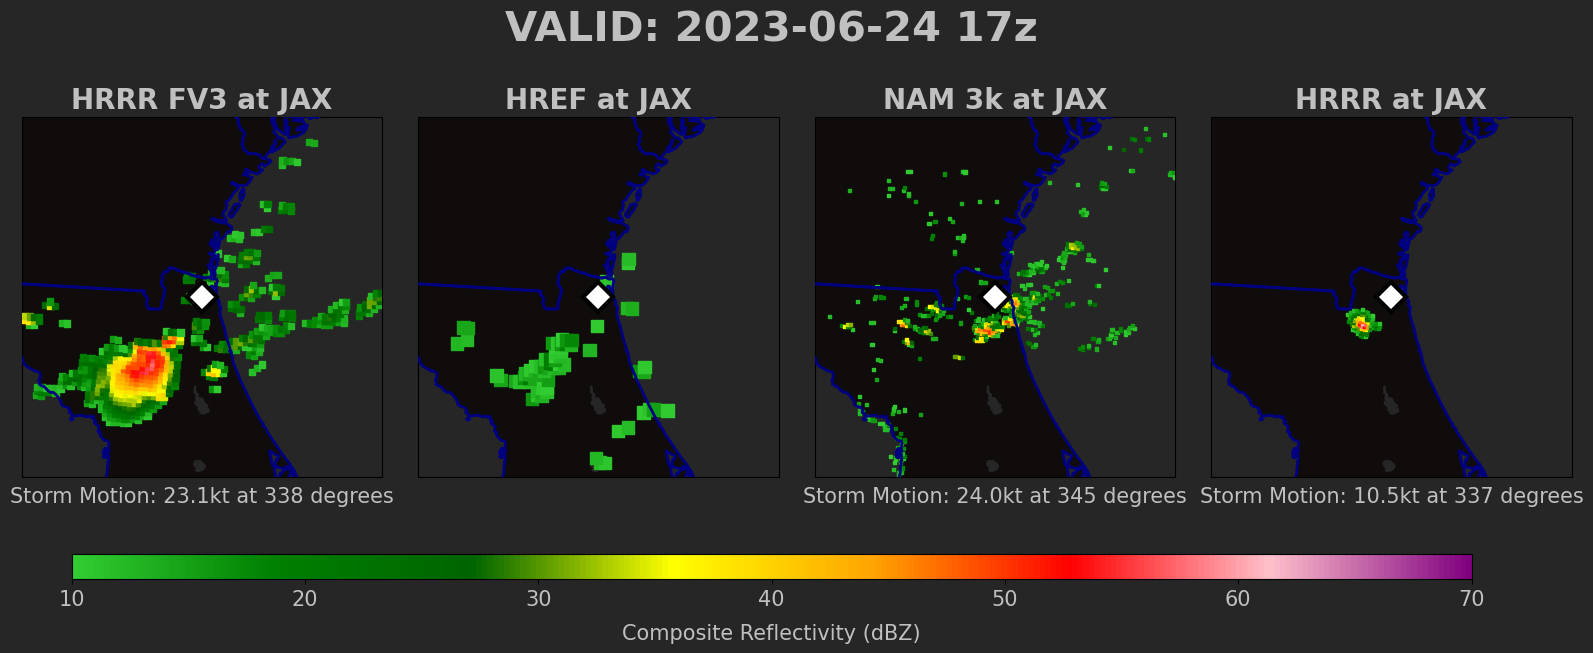 VALID: 2023-06-24 17z
HRRR FV3 at JAX
HREF at JAX
NAM 3k at JAX
HRRR at JAX
Storm Motion: 23.1kt at 338 degrees
Storm Motion: 24.0kt at 345 degrees
Storm Motion: 10.5kt at 337 degrees
10 20 30 40 50 60 70
Composite Reflectivity (dBZ)